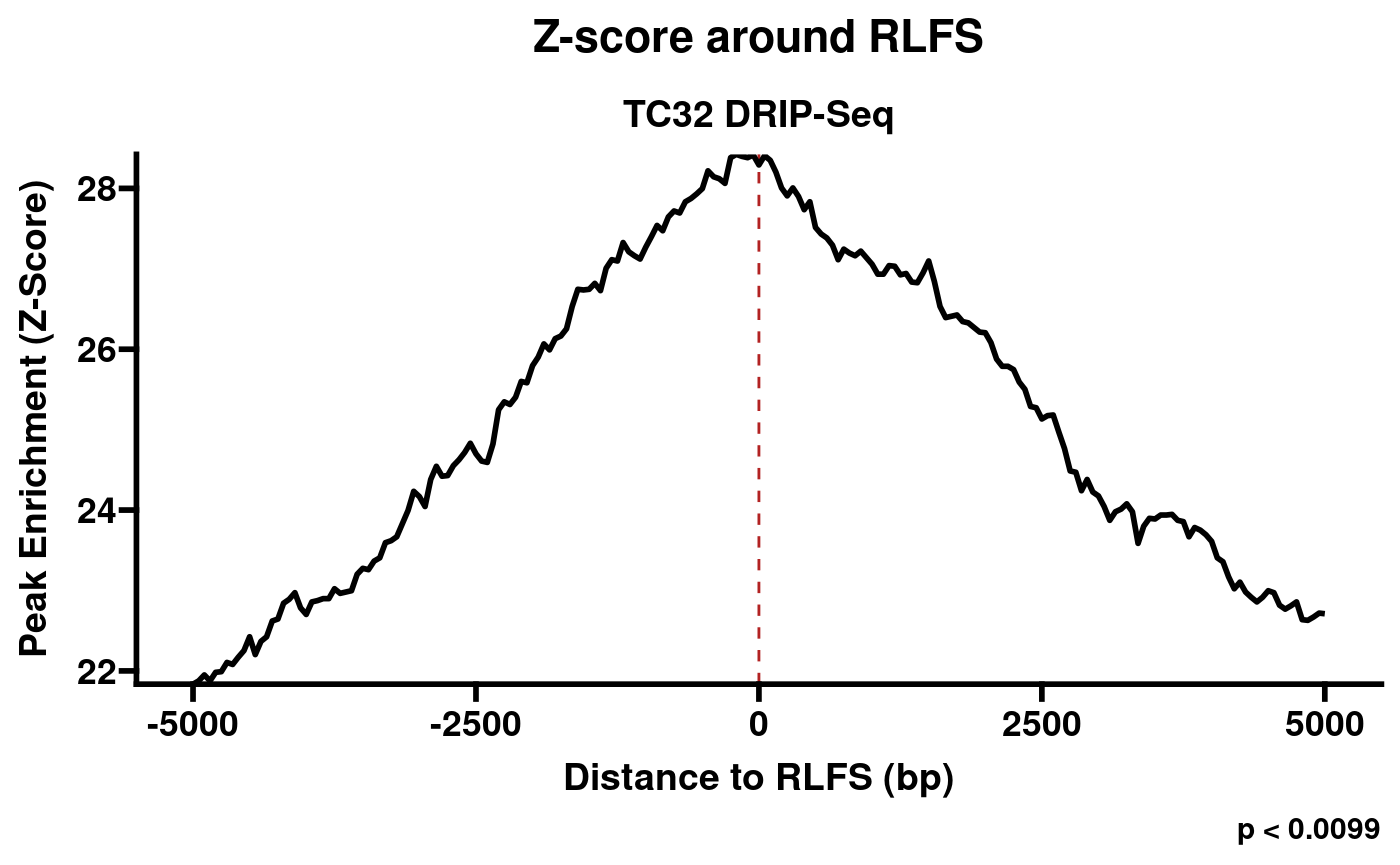 Z-score around RLFS
TC32 DRIP-Seq
Peak Enrichment (Z-Score)
28
26
24
22
-5000 -2500 0 2500 5000
Distance to RLFS (bp)
p < 0.0099